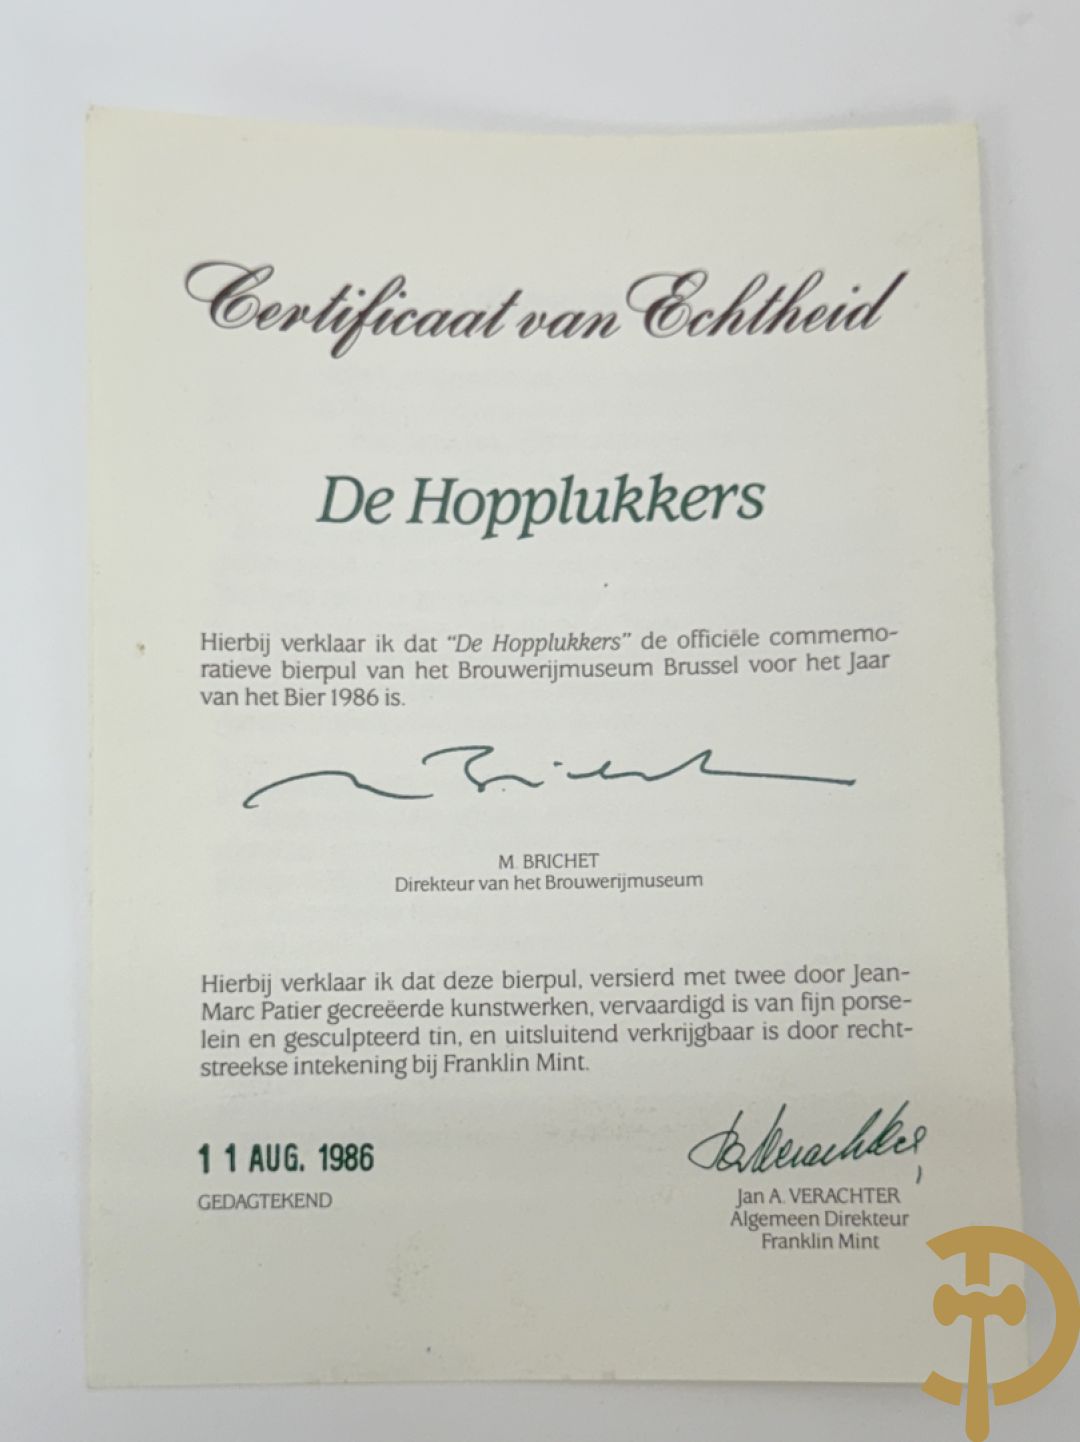 Certificaat van Echtheid
De Hopplukkers
Hierbij verklaar ik dat "De Hopplukkers" de officiële commemo-
ratieve bierpul van het Brouwerijmuseum Brussel voor het Jaar
van het Bier 1986 is.
M. BRICHET
Direkteur van het Brouwerijmuseum
Hierbij verklaar ik dat deze bierpul, versierd met twee door Jean-
Marc Patier gecreëerde kunstwerken, vervaardigd is van fijn porse-
lein en gesculpteerd tin, en uitsluitend verkrijgbaar is door recht-
streekse intekening bij Franklin Mint.
11 AUG. 1986
GEDAGTEKEND
Jan A. VERACHTER
Algemeen Direkteur
Franklin Mint